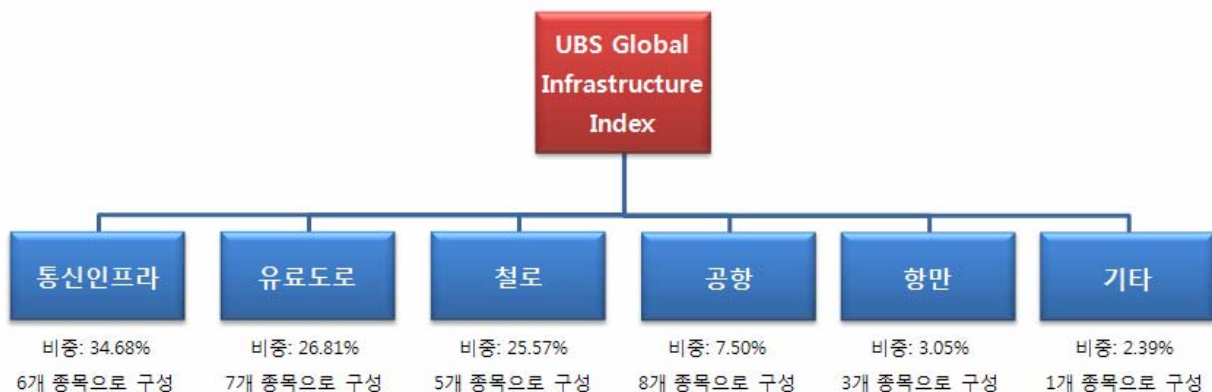 UBS Global
Infrastructure
Index
통신인프라
유료도로
철로
공항
항만
기타
비중: 34.68%
비중: 26.81%
비중: 25.57%
비중: 7.50%
비중: 3.05%
비중: 2.39%
6개 종목으로 구성
7개 종목으로 구성
5개 종목으로 구성
8개 종목으로 구성
3개 종목으로 구성
1개 종목으로 구성